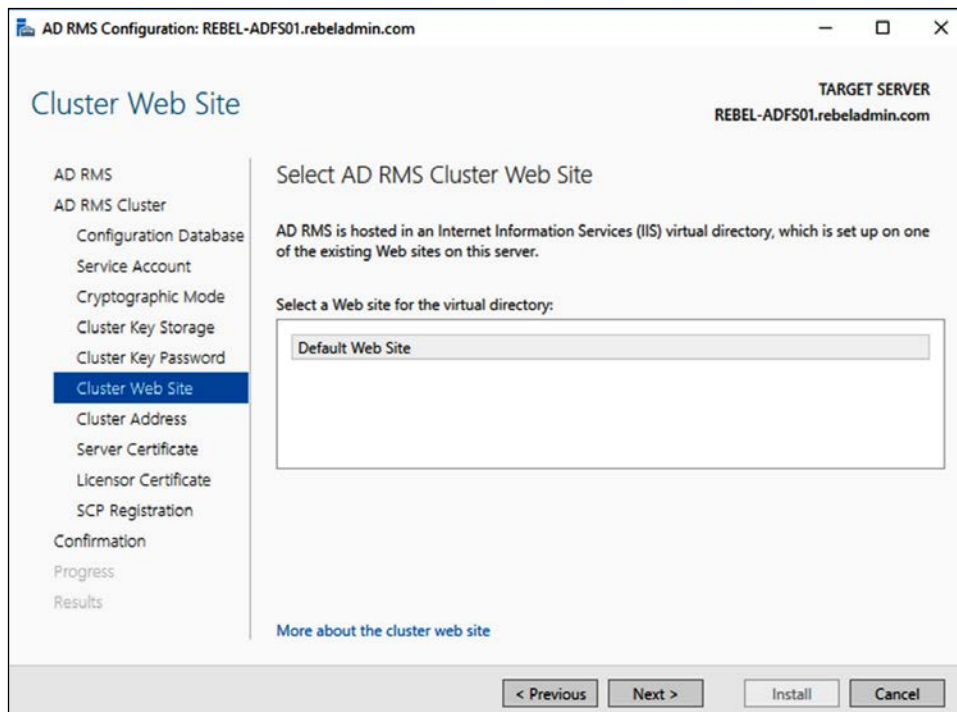 AD RMS Configuration: REBEL-ADFS01.rebeladmin.com
Cluster Web Site
TARGET SERVER
REBEL-ADFS01.rebeladmin.com
AD RMS
AD RMS Cluster
Configuration Database
Service Account
Cryptographic Mode
Cluster Key Storage
Cluster Key Password
Cluster Web Site
Cluster Address
Server Certificate
Licensor Certificate
SCP Registration
Confirmation
Progress
Results
Select AD RMS Cluster Web Site
AD RMS is hosted in an Internet Information Services (IIS) virtual directory, which is set up on one
of the existing Web sites on this server.
Select a Web site for the virtual directory:
Default Web Site
More about the cluster web site
< Previous
Next >
Install
Cancel